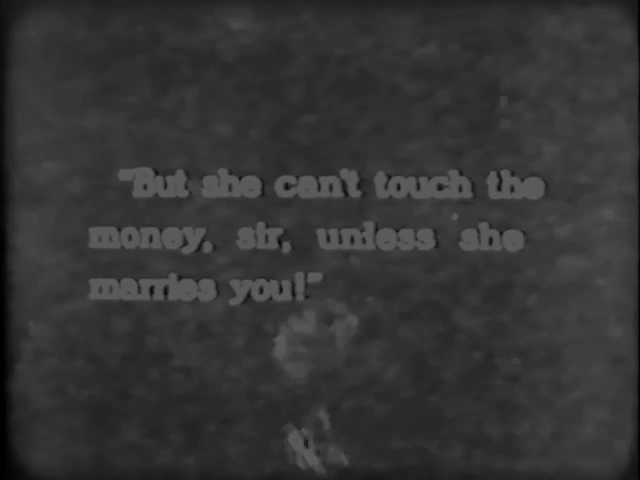 "But she can't touch the
money, sir, unless she
marries you!"